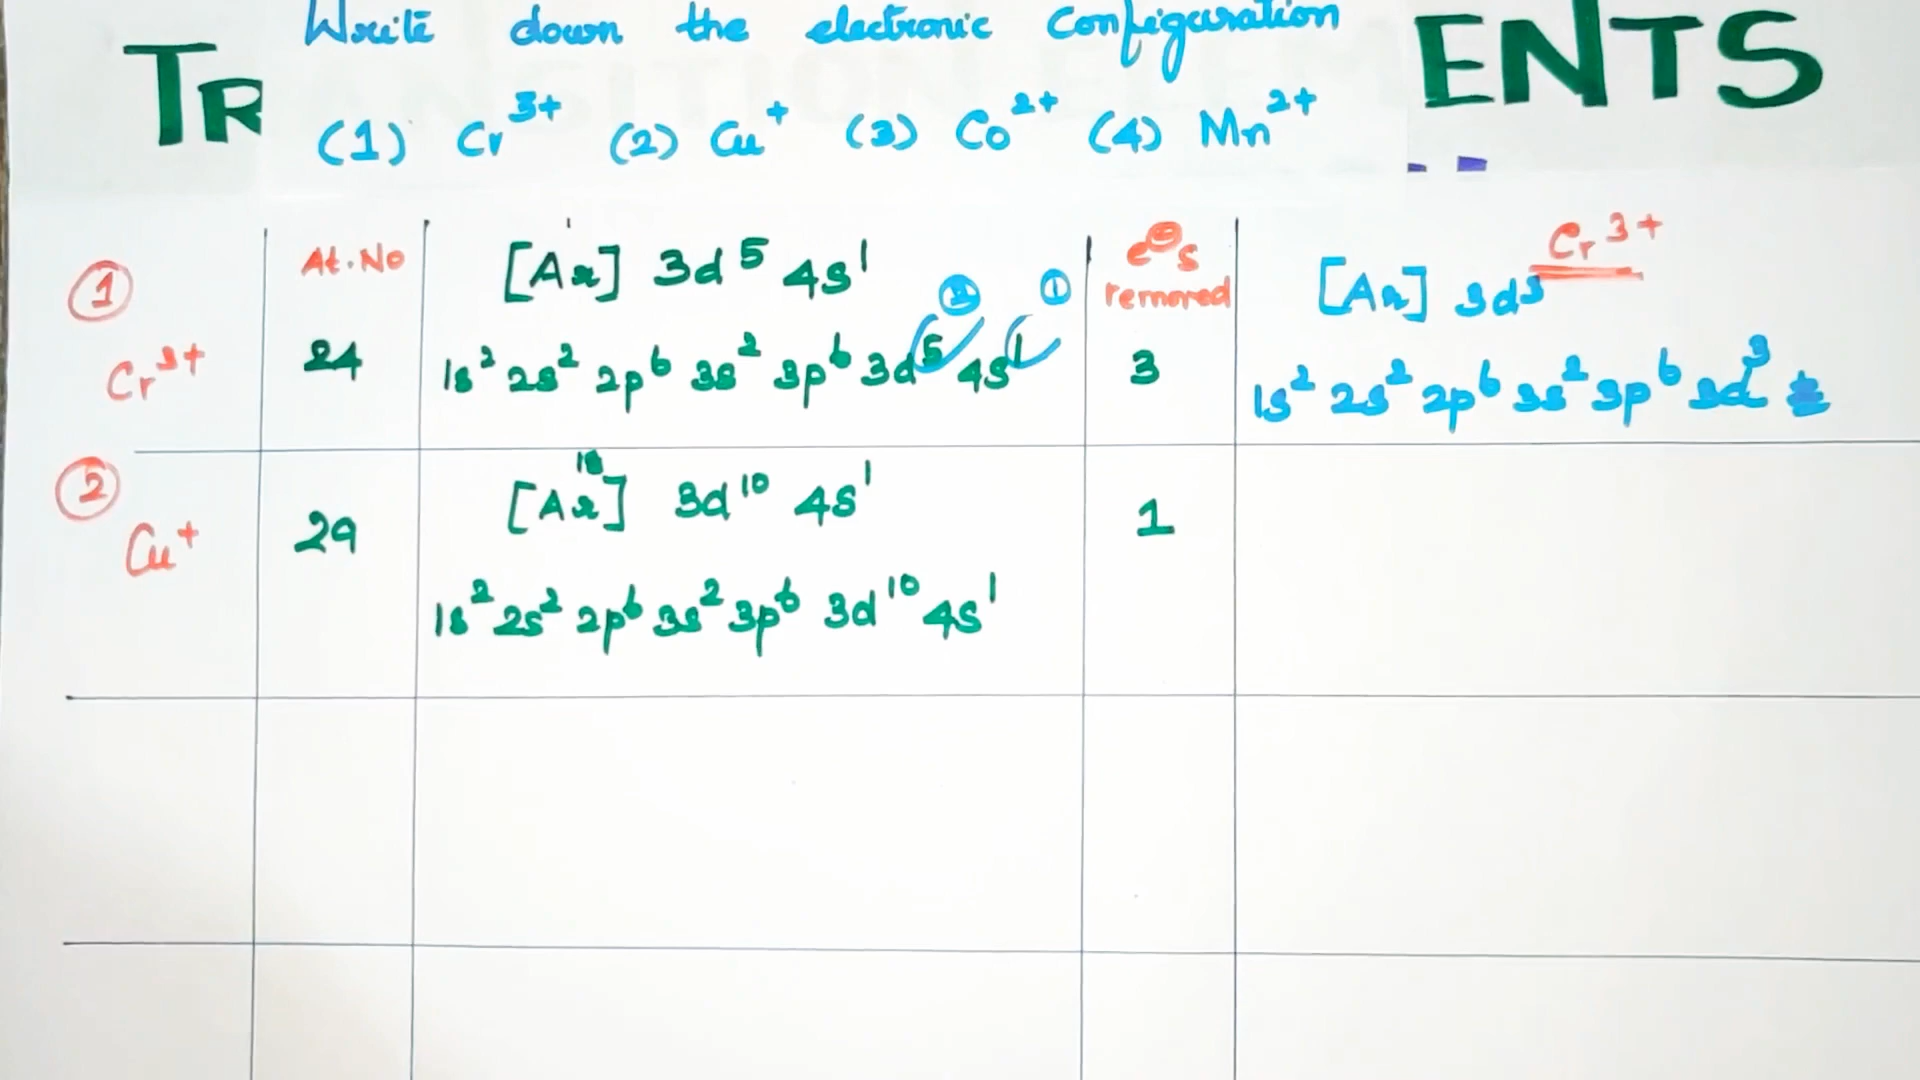 Write down the electronic configuration
TR ENTS
(1) Cr³⁺ (2) Cu⁺ (3) Co²⁺ (4) Mn²⁺
① At.No [Ar] 3d⁵ 4s¹ e⊖s removed Cr³⁺
[Ar] 3d³
② ①
Cr³⁺ 24 1s² 2s² 2p⁶ 3s² 3p⁶ 3d⁵ 4s¹ 3 1s² 2s² 2p⁶ 3s² 3p⁶ 3d³
② [Ar]¹⁸ 3d¹⁰ 4s¹
Cu⁺ 29 1
1s² 2s² 2p⁶ 3s² 3p⁶ 3d¹⁰ 4s¹